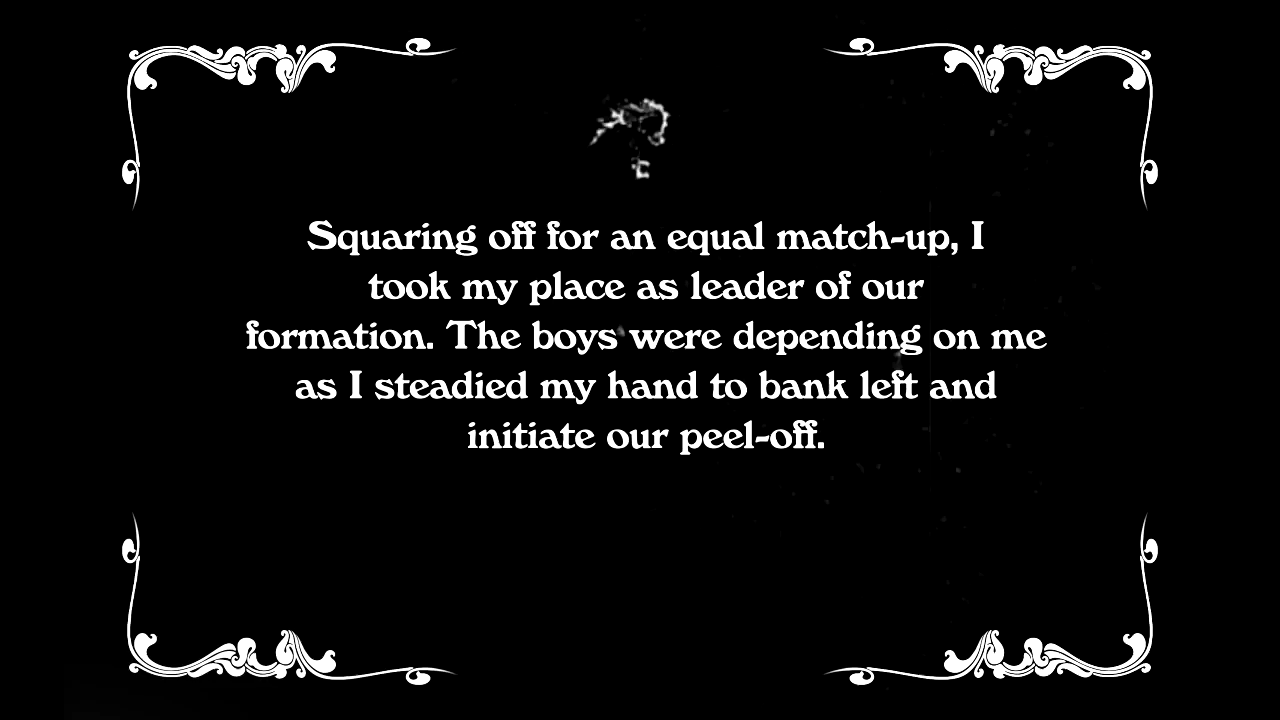 Squaring off for an equal match-up, I
took my place as leader of our
formation. The boys were depending on me
as I steadied my hand to bank left and
initiate our peel-off.